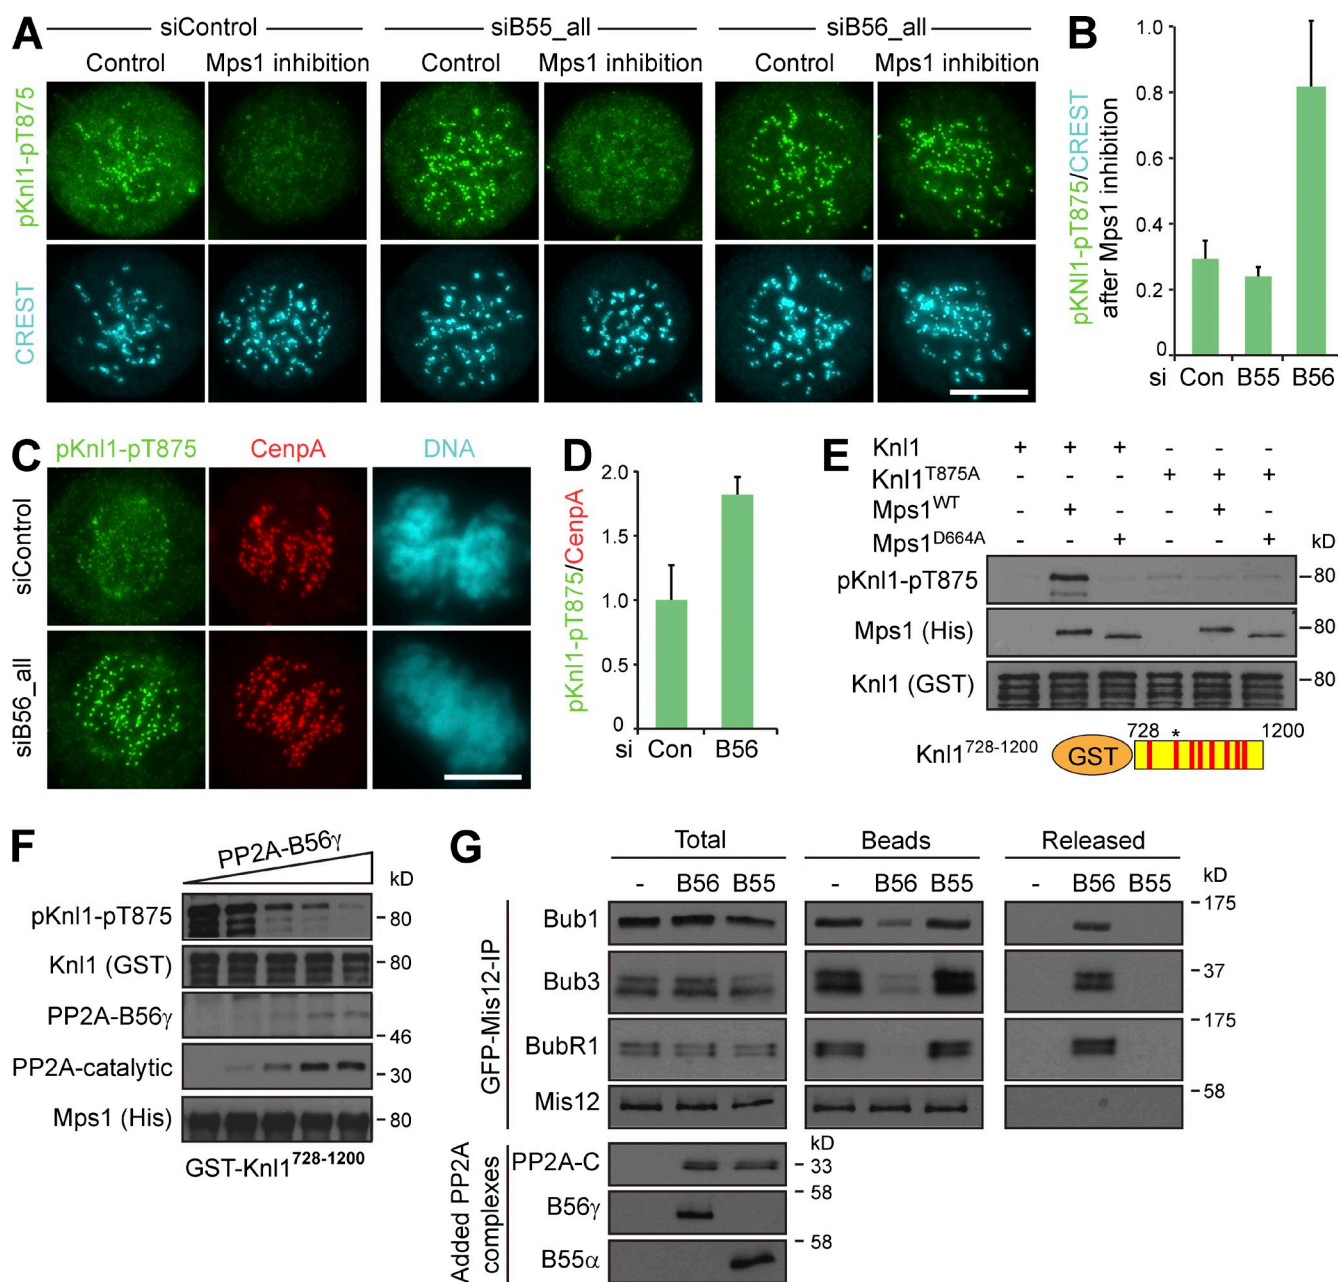 A
siControl
siB55_all
siB56_all
Control
Mps1 inhibition
Control
Mps1 inhibition
Control
Mps1 inhibition
pKnl1-pT875
CREST
B
pKNl1-pT875/CREST
after Mps1 inhibition
1.0
0.8
0.6
0.4
0.2
0
si
Con
B55
B56
C
pKnl1-pT875
CenpA
DNA
siControl
siB56_all
D
pKnl1-pT875/CenpA
2.0
1.5
1.0
0.5
0
si
Con
B56
E
Knl1 + + + - - -
Knl1T875A - - - + + +
Mps1WT - + - - + -
Mps1D664A - - + - - +
kD
pKnl1-pT875
80
Mps1 (His)
80
Knl1 (GST)
80
728
*
1200
Knl1728-1200
GST
F
PP2A-B56γ
kD
pKnl1-pT875
80
Knl1 (GST)
80
PP2A-B56γ
46
PP2A-catalytic
30
Mps1 (His)
80
GST-Knl1728-1200
G
Total
Beads
Released
- B56 B55
- B56 B55
- B56 B55
kD
GFP-Mis12-IP
Bub1
175
Bub3
37
BubR1
175
Mis12
58
Added PP2A
complexes
kD
PP2A-C
33
B56γ
58
B55α
58